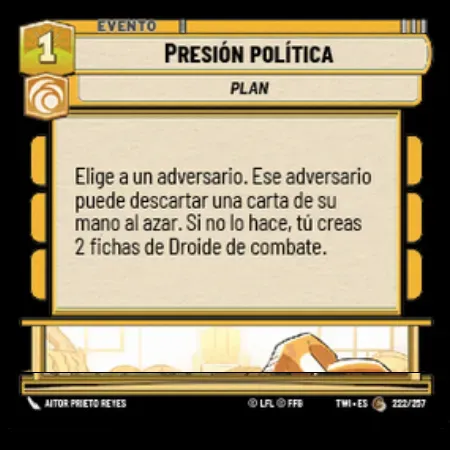 EVENTO
1
PRESIÓN POLÍTICA
PLAN
Elige a un adversario. Ese adversario
puede descartar una carta de su
mano al azar. Si no lo hace, tú creas
2 fichas de Droide de combate.
AITOR PRIETO REYES
© LFL © FFG
TWI • ES
222/257